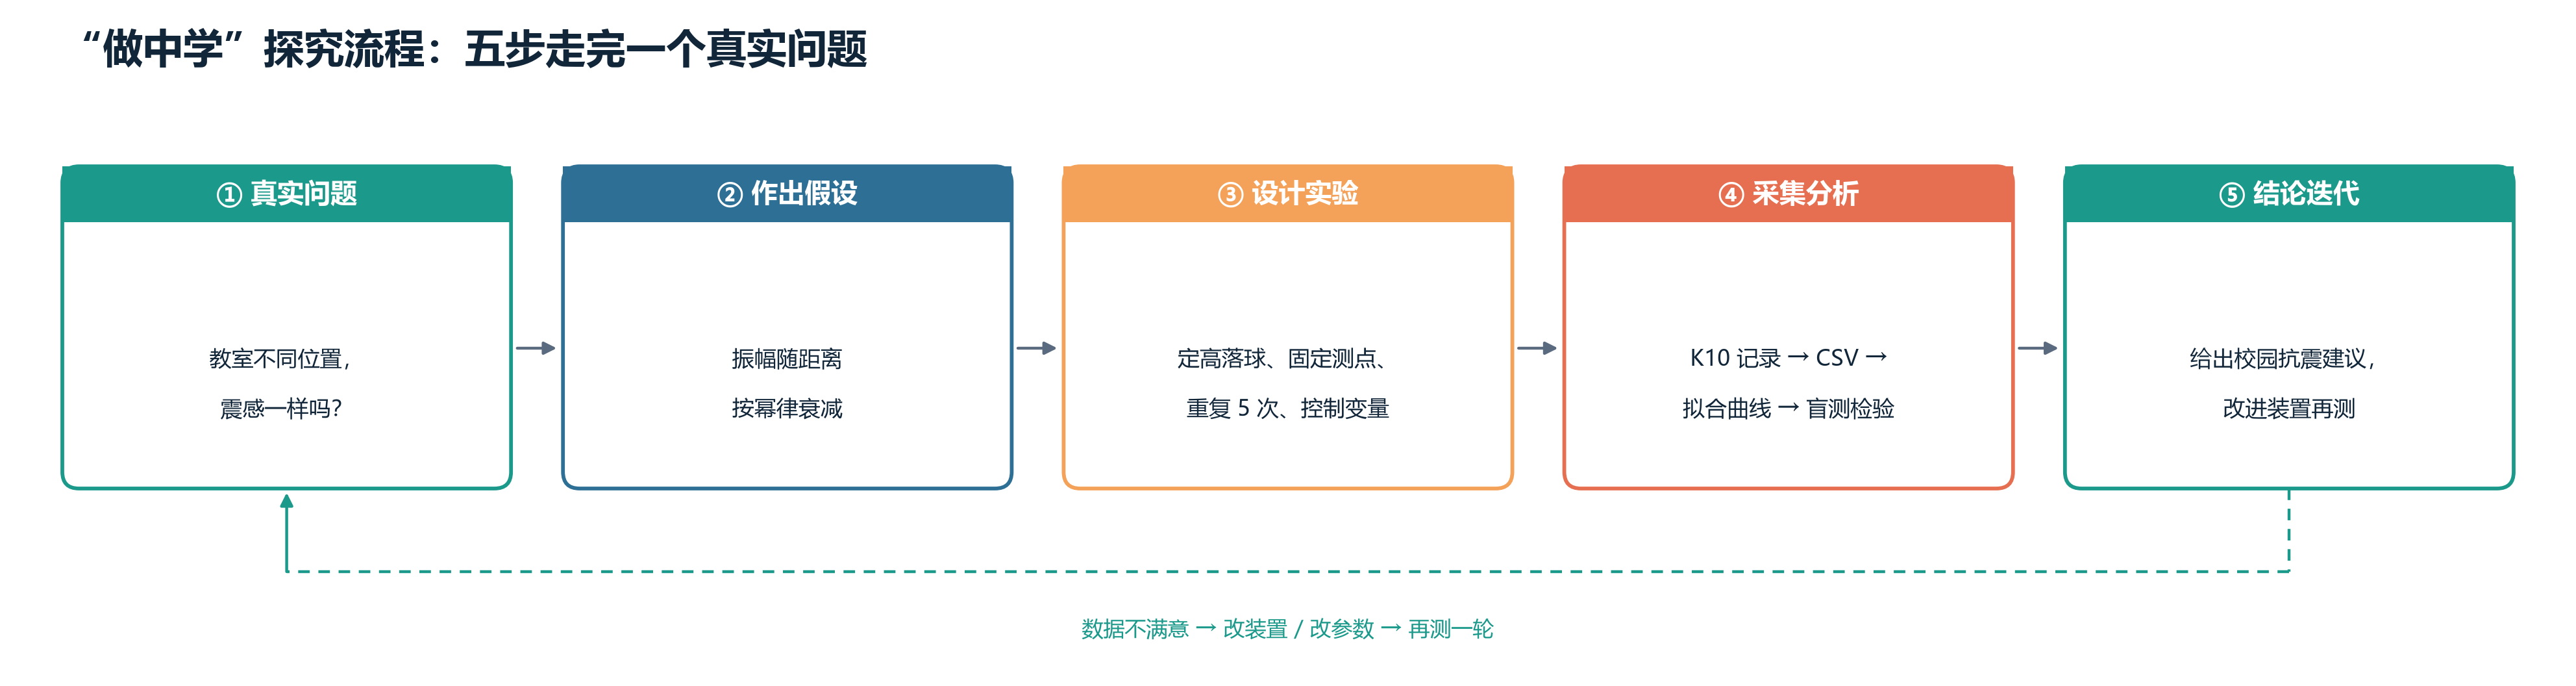 “做中学”探究流程：五步走完一个真实问题
① 真实问题
教室不同位置，
震感一样吗？
② 作出假设
振幅随距离
按幂律衰减
③ 设计实验
定高落球、固定测点、
重复 5 次、控制变量
④ 采集分析
K10 记录 → CSV →
拟合曲线 → 盲测检验
⑤ 结论迭代
给出校园抗震建议，
改进装置再测
数据不满意 → 改装置 / 改参数 → 再测一轮